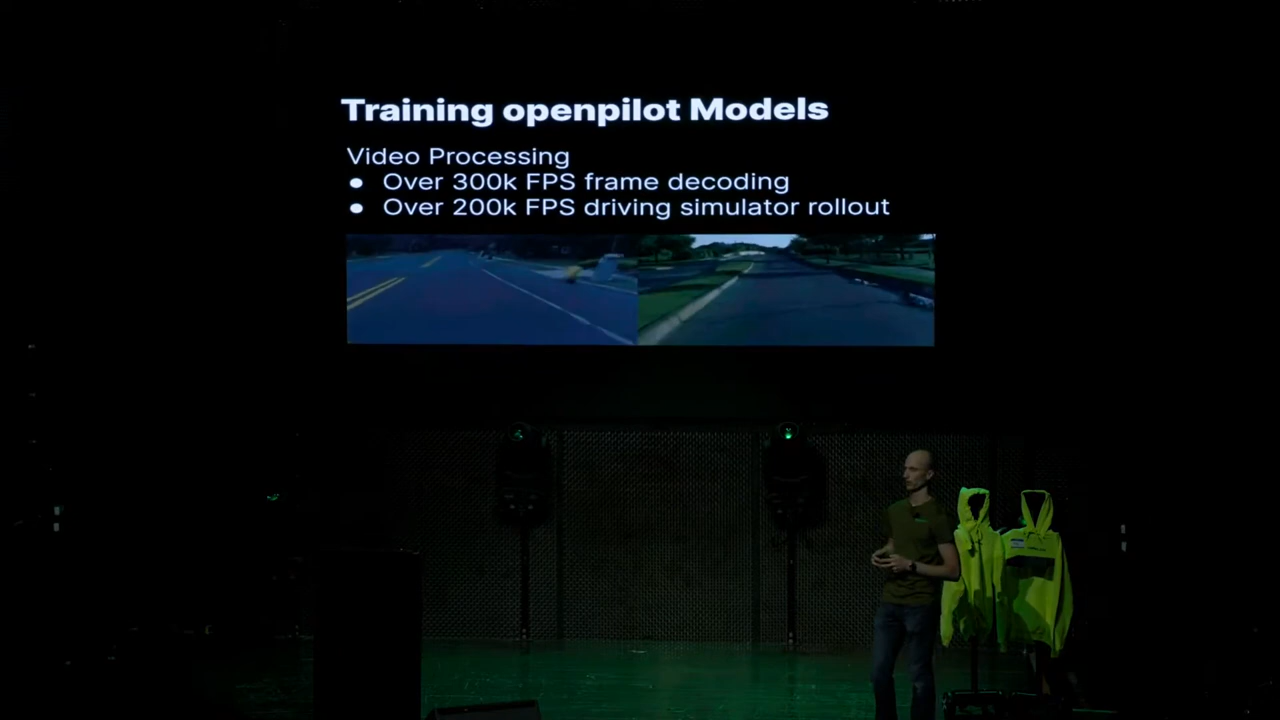 Training openpilot Models
Video Processing
● Over 300k FPS frame decoding
● Over 200k FPS driving simulator rollout